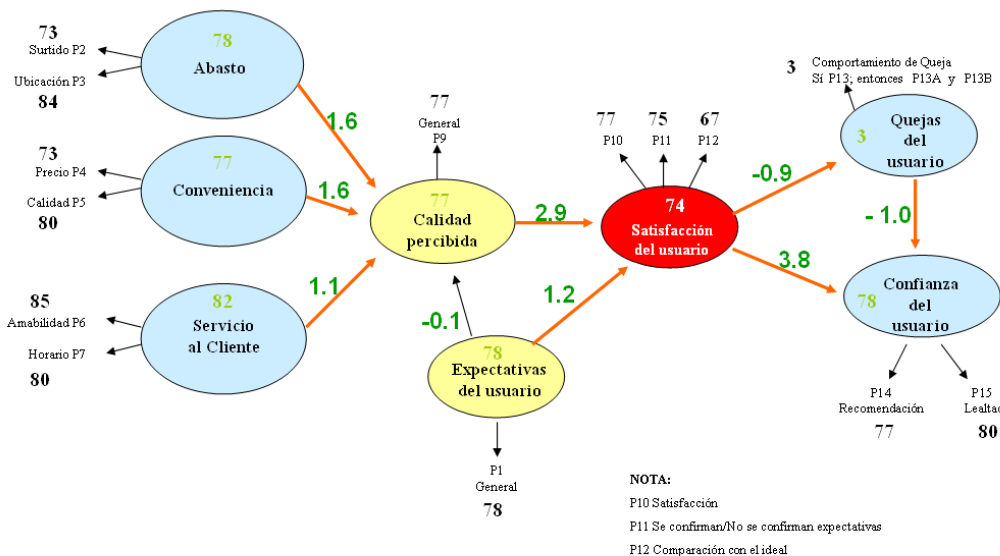 73
Surtido P2
Ubicación P3
84
78
Abasto
1.6
73
Precio P4
Calidad P5
80
77
Conveniencia
1.6
85
Amabilidad P6
Horario P7
80
82
Servicio
al Cliente
1.1
77
General
P9
77
Calidad
percibida
2.9
-0.1
78
Expectativas
del usuario
1.2
P1
General
78
77
P10
75
P11
67
P12
74
Satisfacción
del usuario
-0.9
3.8
3
Comportamiento de Queja
Sí P13; entonces P13A y P13B
3
Quejas
del
usuario
- 1.0
78
Confianza
del
usuario
P14
Recomendación
77
P15
Lealtad
80
NOTA:
P10 Satisfacción
P11 Se confirman/No se confirman expectativas
P12 Comparación con el ideal